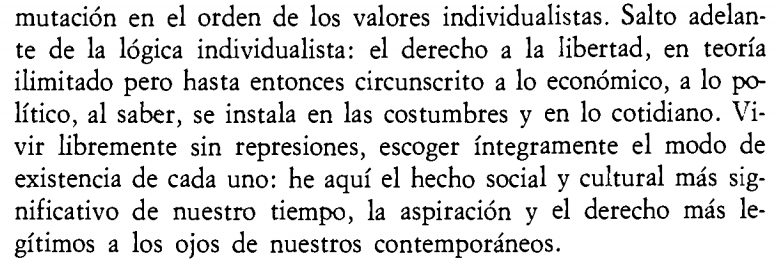 mutación en el orden de los valores individualistas. Salto adelan-
te de la lógica individualista: el derecho a la libertad, en teoría
ilimitado pero hasta entonces circunscrito a lo económico, a lo po-
lítico, al saber, se instala en las costumbres y en lo cotidiano. Vi-
vir libremente sin represiones, escoger íntegramente el modo de
existencia de cada uno: he aquí el hecho social y cultural más sig-
nificativo de nuestro tiempo, la aspiración y el derecho más le-
gítimos a los ojos de nuestros contemporáneos.